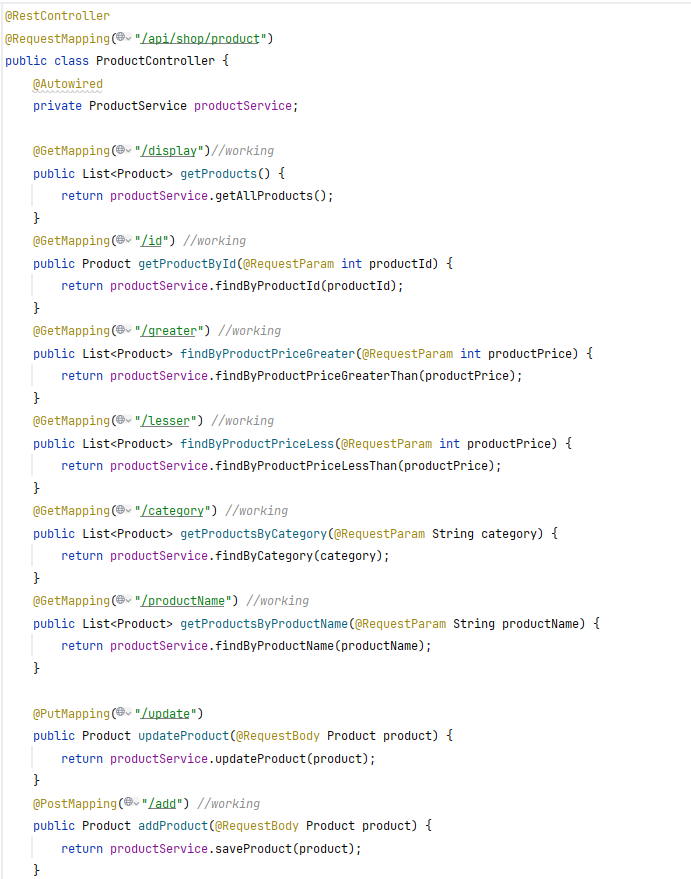 @RestController
@RequestMapping("/api/shop/product")
public class ProductController {
    @Autowired
    private ProductService productService;

    @GetMapping("/display")//working
    public List<Product> getProducts() {
        return productService.getAllProducts();
    }
    @GetMapping("/id") //working
    public Product getProductById(@RequestParam int productId) {
        return productService.findByProductId(productId);
    }
    @GetMapping("/greater") //working
    public List<Product> findByProductPriceGreater(@RequestParam int productPrice) {
        return productService.findByProductPriceGreaterThan(productPrice);
    }
    @GetMapping("/lesser") //working
    public List<Product> findByProductPriceLess(@RequestParam int productPrice) {
        return productService.findByProductPriceLessThan(productPrice);
    }
    @GetMapping("/category") //working
    public List<Product> getProductsByCategory(@RequestParam String category) {
        return productService.findByCategory(category);
    }
    @GetMapping("/productName") //working
    public List<Product> getProductsByProductName(@RequestParam String productName) {
        return productService.findByProductName(productName);
    }

    @PutMapping("/update")
    public Product updateProduct(@RequestBody Product product) {
        return productService.updateProduct(product);
    }
    @PostMapping("/add") //working
    public Product addProduct(@RequestBody Product product) {
        return productService.saveProduct(product);
    }